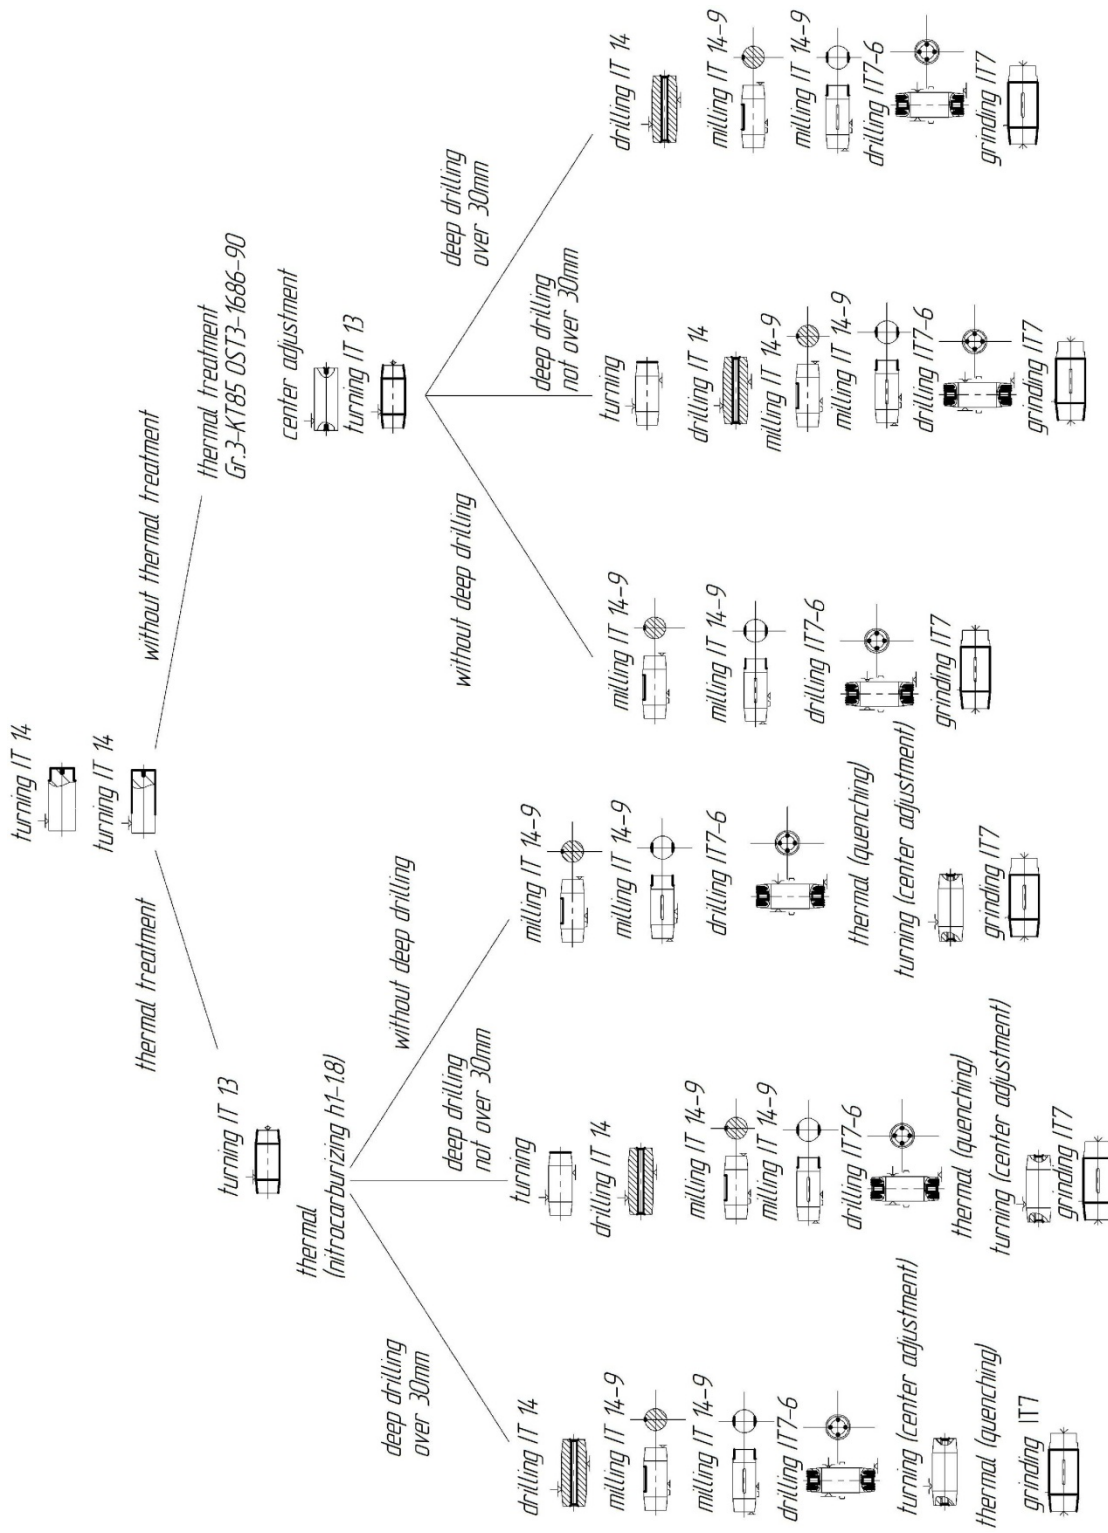 turning IT 14
turning IT 14
thermal treatment
without thermal treatment
turning IT 13
thermal
(nitrocarburizing h1-1.8)
deep drilling
over 30mm
deep drilling
not over 30mm
without deep drilling
drilling IT 14
milling IT 14-9
milling IT 14-9
drilling IT7-6
turning (center adjustment)
thermal (quenching)
grinding IT7
turning
drilling IT 14
milling IT 14-9
milling IT 14-9
drilling IT7-6
thermal (quenching)
turning (center adjustment)
grinding IT7
milling IT 14-9
milling IT 14-9
drilling IT7-6
thermal (quenching)
turning (center adjustment)
grinding IT7
thermal treatment
Gr.3-KT85 OST3-1686-90
center adjustment
turning IT 13
without deep drilling
deep drilling
not over 30mm
deep drilling
over 30mm
milling IT 14-9
milling IT 14-9
drilling IT7-6
grinding IT7
turning
drilling IT 14
milling IT 14-9
milling IT 14-9
drilling IT7-6
grinding IT7
drilling IT 14
milling IT 14-9
milling IT 14-9
drilling IT7-6
grinding IT7